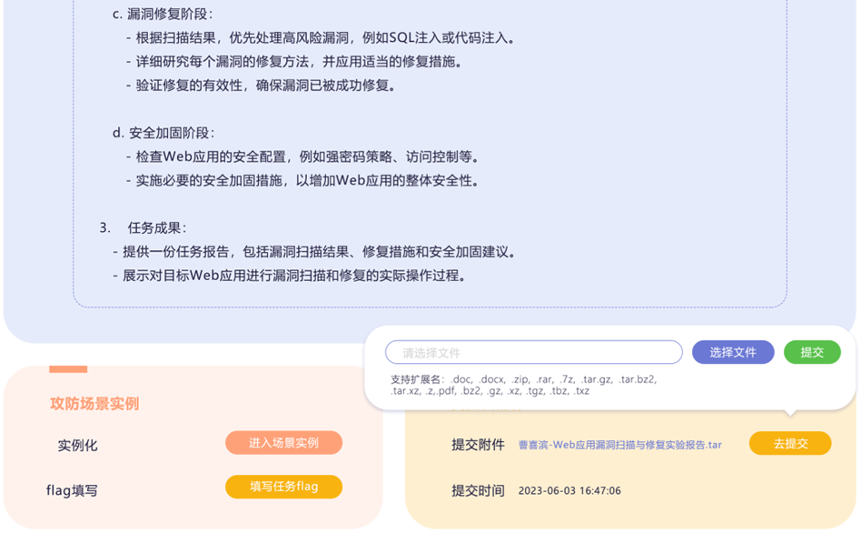 c. 漏洞修复阶段：
- 根据扫描结果，优先处理高风险漏洞，例如SQL注入或代码注入。
- 详细研究每个漏洞的修复方法，并应用适当的修复措施。
- 验证修复的有效性，确保漏洞已被成功修复。
d. 安全加固阶段：
- 检查Web应用的安全配置，例如强密码策略、访问控制等。
- 实施必要的安全加固措施，以增加Web应用的整体安全性。
3. 任务成果：
- 提供一份任务报告，包括漏洞扫描结果、修复措施和安全加固建议。
- 展示对目标Web应用进行漏洞扫描和修复的实际操作过程。
请选择文件 选择文件 提交
支持扩展名：.doc, .docx, .zip, .rar, .7z, .tar.gz, .tar.bz2,
.tar.xz, .z,.pdf, .bz2, .gz, .xz, .tgz, .tbz, .txz
攻防场景实例
实例化 进入场景实例
flag填写 填写任务flag
提交附件 曹喜滨-Web应用漏洞扫描与修复实验报告.tar 去提交
提交时间 2023-06-03 16:47:06